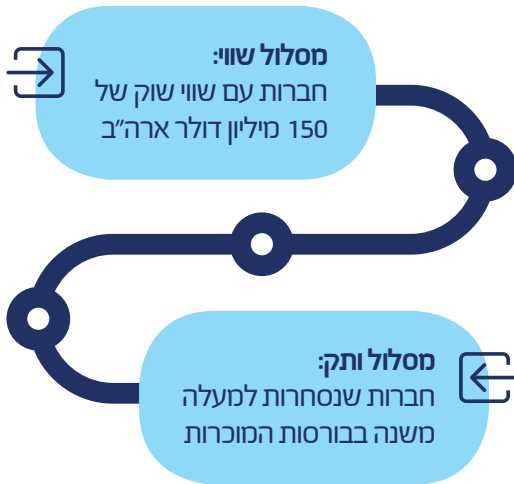 מסלול שווי:
חברות עם שווי שוק של
150 מיליון דולר ארה״ב
מסלול ותק:
חברות שנסחרות למעלה
משנה בבורסות המוכרות